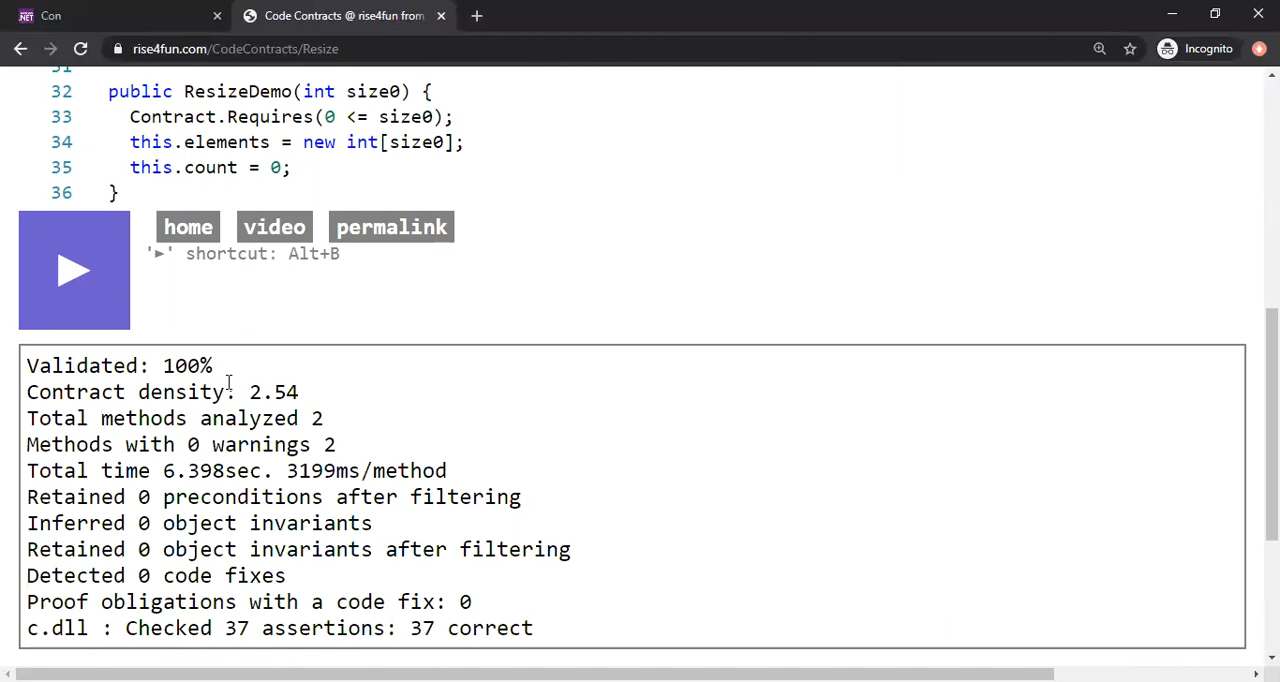 Con
Code Contracts @ rise4fun from
rise4fun.com/CodeContracts/Resize
Incognito
31
32 public ResizeDemo(int size0) {
33 Contract.Requires(0 <= size0);
34 this.elements = new int[size0];
35 this.count = 0;
36 }
home video permalink
'►' shortcut: Alt+B
Validated: 100%
Contract density: 2.54
Total methods analyzed 2
Methods with 0 warnings 2
Total time 6.398sec. 3199ms/method
Retained 0 preconditions after filtering
Inferred 0 object invariants
Retained 0 object invariants after filtering
Detected 0 code fixes
Proof obligations with a code fix: 0
c.dll : Checked 37 assertions: 37 correct